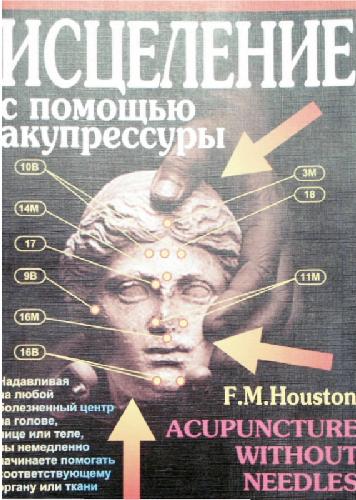 ИСЦЕЛЕНИЕ
с помощью
акупрессуры
10В
3М
14М
18
17
9В
11М
16М
16В
Надавливая
на любой
болезненный центр
на голове,
лице или теле,
вы немедленно
начинаете помогать
соответствующему
органу или ткани
F.M.Houston
ACUPUNCTURE
WITHOUT
NEEDLES